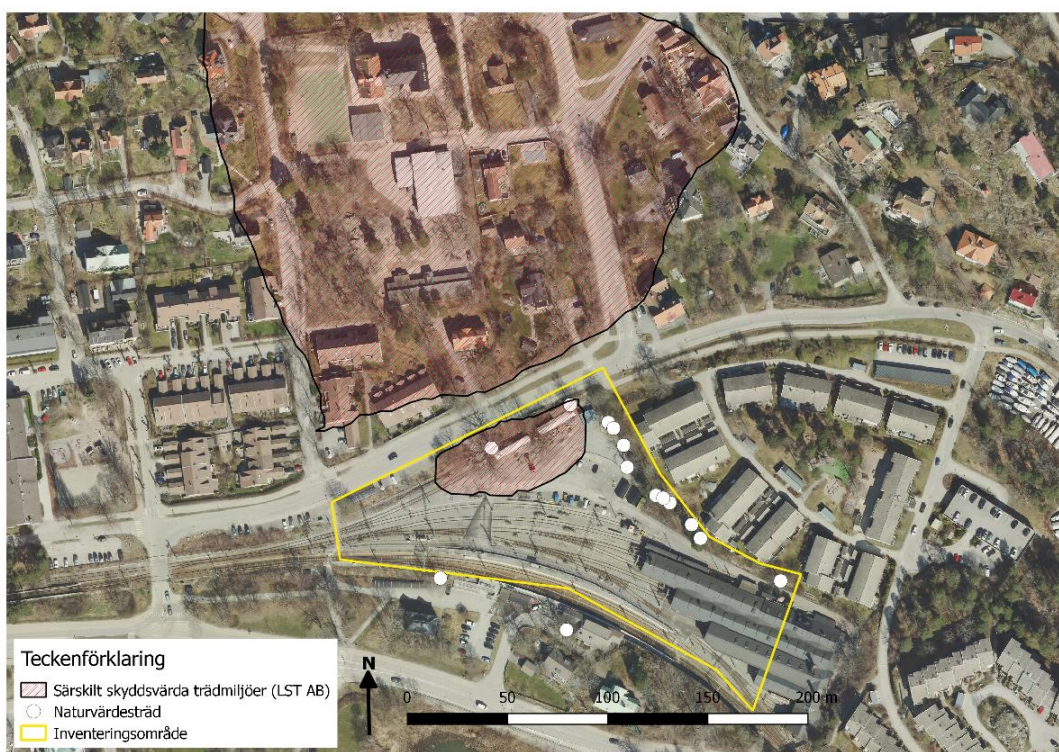 Teckenförklaring
Särskilt skyddsvärda trädmiljöer (LST AB)
Naturvärdesträd
Inventeringsområde
N
0 50 100 150 200 m